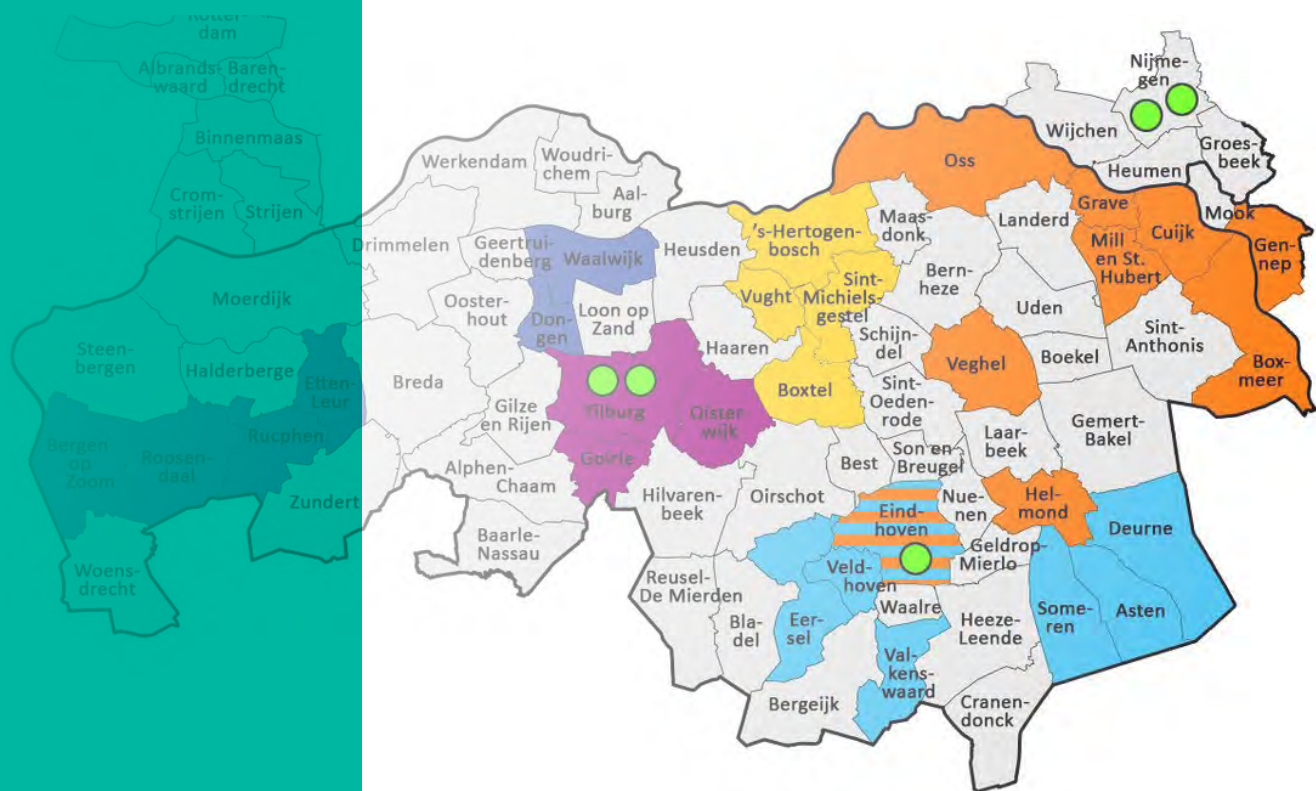 Rotter-
dam
Albrands-
waard
Baren-
drecht
Binnenmaas
Crom-
strijen
Strijen
Moerdijk
Steen-
bergen
Halderberge
Etten-
Leur
Rucphen
Bergen
op
Zoom
Roosen-
daal
Zundert
Woens-
drecht
Drimmelen
Werkendam
Woudri-
chem
Aal-
burg
Geertrui-
denberg
Waalwijk
Heusden
Ooster-
hout
Don-
gen
Loon op
Zand
Haaren
Breda
Gilze
en Rijen
Tilburg
Oister-
wijk
Goirle
Alphen-
Chaam
Baarle-
Nassau
Hilvaren-
beek
's-Hertogen-
bosch
Vught
Sint-
Michiels-
gestel
Boxtel
Maas-
donk
Oss
Bern-
heze
Schijn-
del
Sint-
Oeden-
rode
Landerd
Uden
Veghel
Boekel
Grave
Cuijk
Mill
en St.
Hubert
Sint-
Anthonis
Box-
meer
Gen-
nep
Mook
Nijme-
gen
Wijchen
Heumen
Groes-
beek
Gemert-
Bakel
Laar-
beek
Best
Son en
Breugel
Nue-
nen
Hel-
mond
Deurne
Oirschot
Eind-
hoven
Geldrop-
Mierlo
Veld-
hoven
Reusel-
De Mierden
Bla-
del
Eer-
sel
Waalre
Heeze-
Leende
Some-
ren
Asten
Val-
kens-
waard
Bergeijk
Cranen-
donck